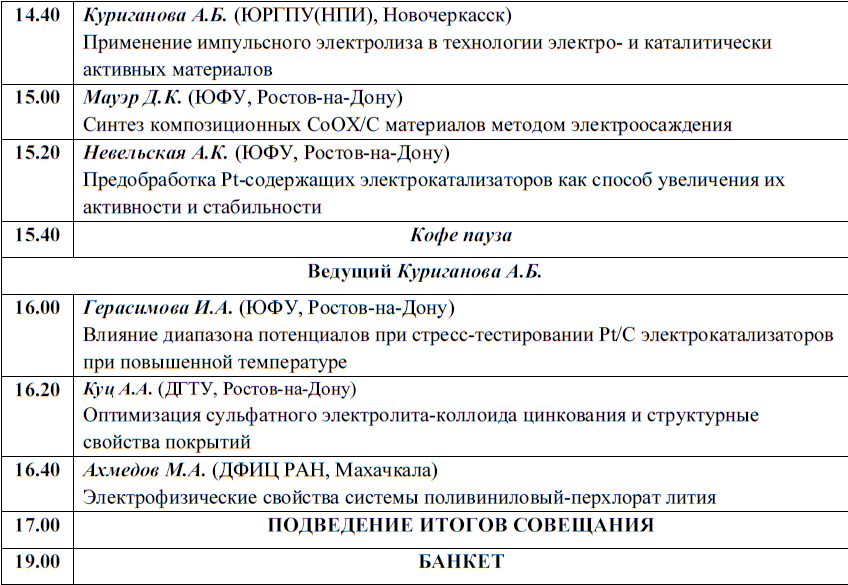 14.40 Куриганова А.Б. (ЮРГПУ(НПИ), Новочеркасск)
Применение импульсного электролиза в технологии электро- и каталитически
активных материалов
15.00 Мауэр Д.К. (ЮФУ, Ростов-на-Дону)
Синтез композиционных CoOX/C материалов методом электроосаждения
15.20 Невельская А.К. (ЮФУ, Ростов-на-Дону)
Предобработка Pt-содержащих электрокатализаторов как способ увеличения их
активности и стабильности
15.40 Кофе пауза
Ведущий Куриганова А.Б.
16.00 Герасимова И.А. (ЮФУ, Ростов-на-Дону)
Влияние диапазона потенциалов при стресс-тестировании Pt/C электрокатализаторов
при повышенной температуре
16.20 Куц А.А. (ДГТУ, Ростов-на-Дону)
Оптимизация сульфатного электролита-коллоида цинкования и структурные
свойства покрытий
16.40 Ахмедов М.А. (ДФИЦ РАН, Махачкала)
Электрофизические свойства системы поливиниловый-перхлорат лития
17.00 ПОДВЕДЕНИЕ ИТОГОВ СОВЕЩАНИЯ
19.00 БАНКЕТ